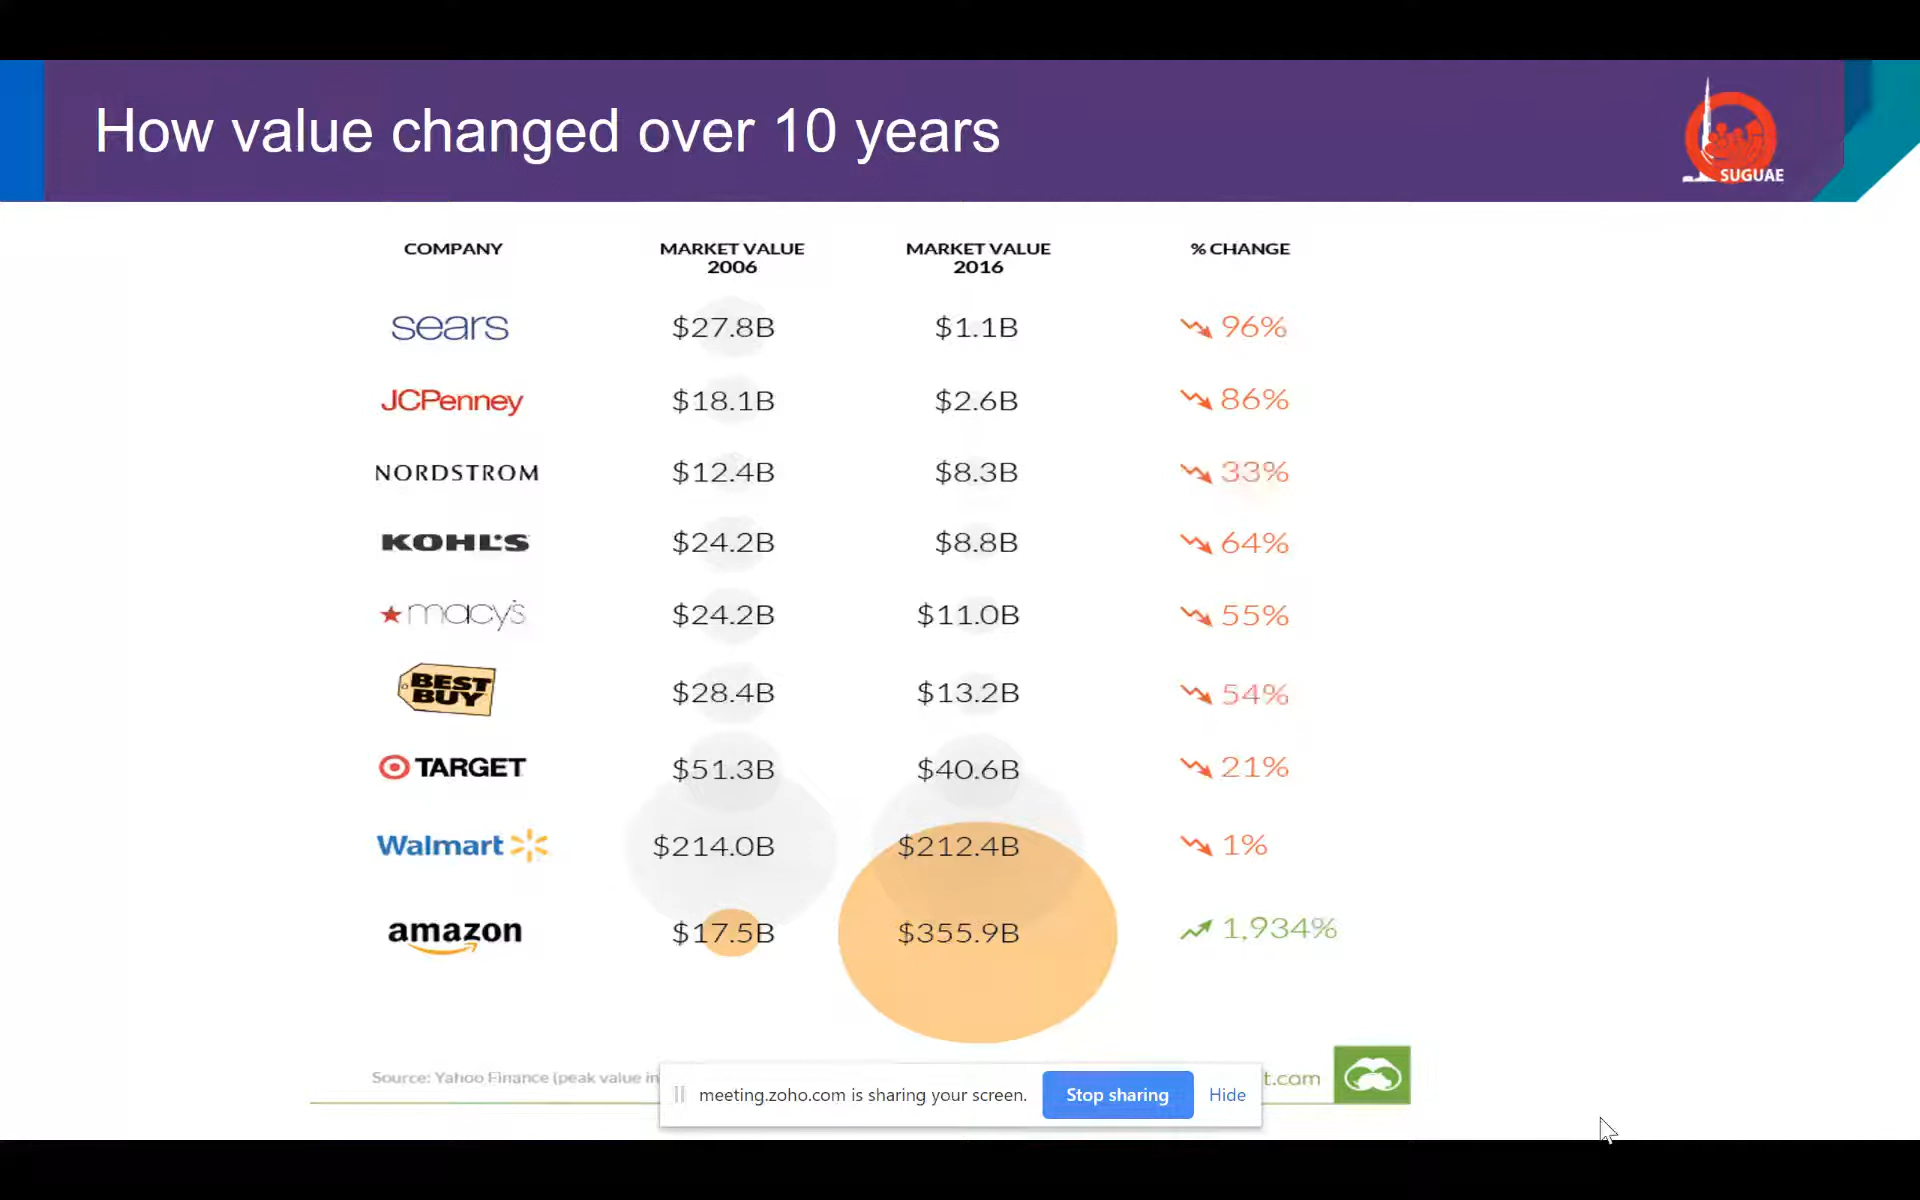 How value changed over 10 years
SUGUAE
COMPANY MARKET VALUE 2006 MARKET VALUE 2016 % CHANGE
sears $27.8B $1.1B 96%
JCPenney $18.1B $2.6B 86%
NORDSTROM $12.4B $8.3B 33%
KOHL'S $24.2B $8.8B 64%
macy's $24.2B $11.0B 55%
BEST BUY $28.4B $13.2B 54%
TARGET $51.3B $40.6B 21%
Walmart $214.0B $212.4B 1%
amazon $17.5B $355.9B 1,934%
Source: Yahoo Finance (peak value in t.com
meeting.zoho.com is sharing your screen. Stop sharing Hide